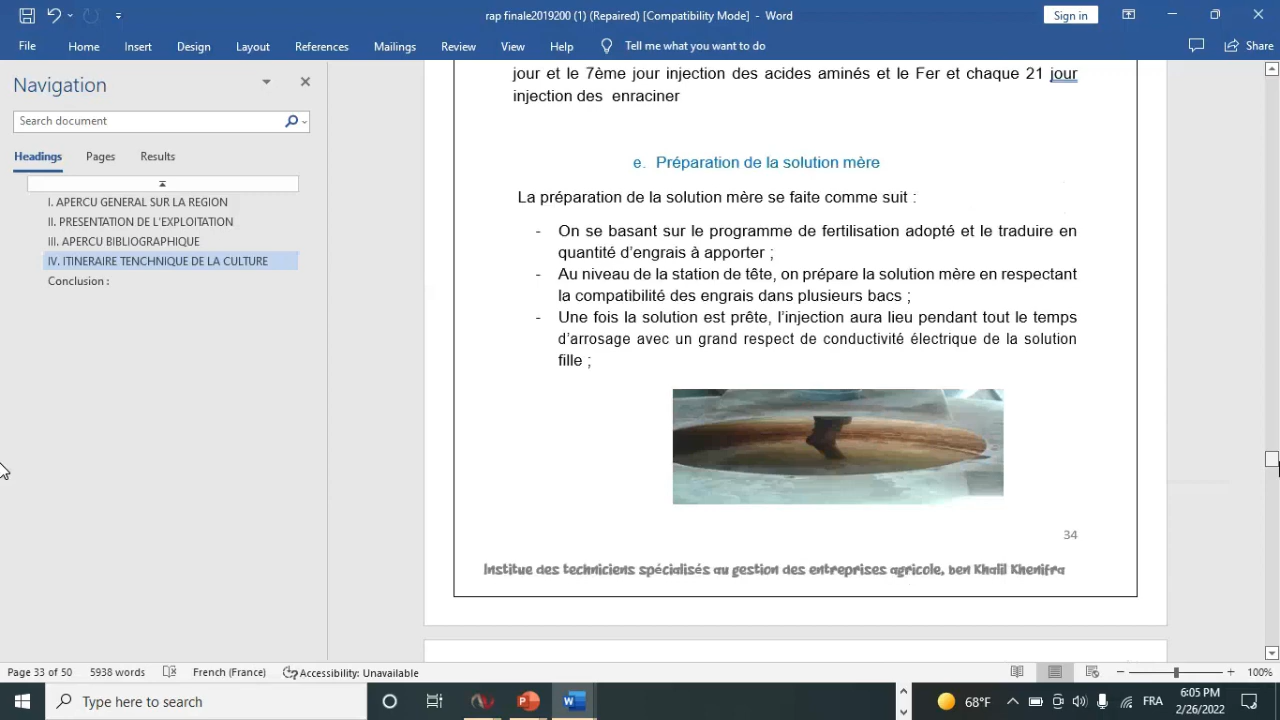 rap finale2019200 (1) (Repaired) [Compatibility Mode] - Word
Sign in
File Home Insert Design Layout References Mailings Review View Help Tell me what you want to do Share
Navigation
Search document
Headings Pages Results
I. APERCU GENERAL SUR LA REGION
II. PRESENTATION DE L'EXPLOITATION
III. APERCU BIBLIOGRAPHIQUE
IV. ITINERAIRE TENCHNIQUE DE LA CULTURE
Conclusion :
jour et le 7ème jour injection des acides aminés et le Fer et chaque 21 jour
injection des enraciner
e. Préparation de la solution mère
La préparation de la solution mère se faite comme suit :
- On se basant sur le programme de fertilisation adopté et le traduire en
quantité d'engrais à apporter ;
- Au niveau de la station de tête, on prépare la solution mère en respectant
la compatibilité des engrais dans plusieurs bacs ;
- Une fois la solution est prête, l'injection aura lieu pendant tout le temps
d'arrosage avec un grand respect de conductivité électrique de la solution
fille ;
34
Institue des techniciens spécialisés au gestion des entreprises agricole, ben Khalil Khenifra
Page 33 of 50 5938 words French (France) Accessibility: Unavailable 100%
Type here to search
68°F FRA
6:05 PM
2/26/2022